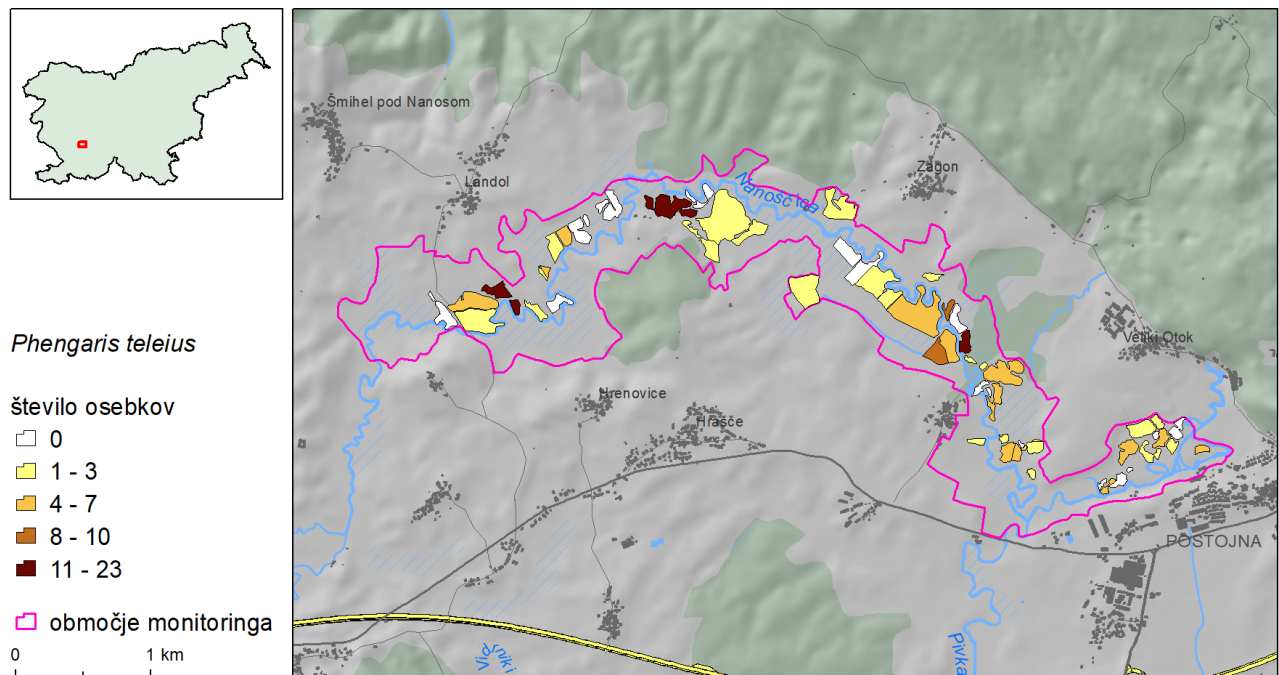 Phengaris teleius
število osebkov
0
1 - 3
4 - 7
8 - 10
11 - 23
območje monitoringa
0 1 km
Šmihel pod Nanosom
Landol
Zagon
Nanoščica
Veliki Otok
Hrenovice
Hrašče
POSTOJNA
Pivka